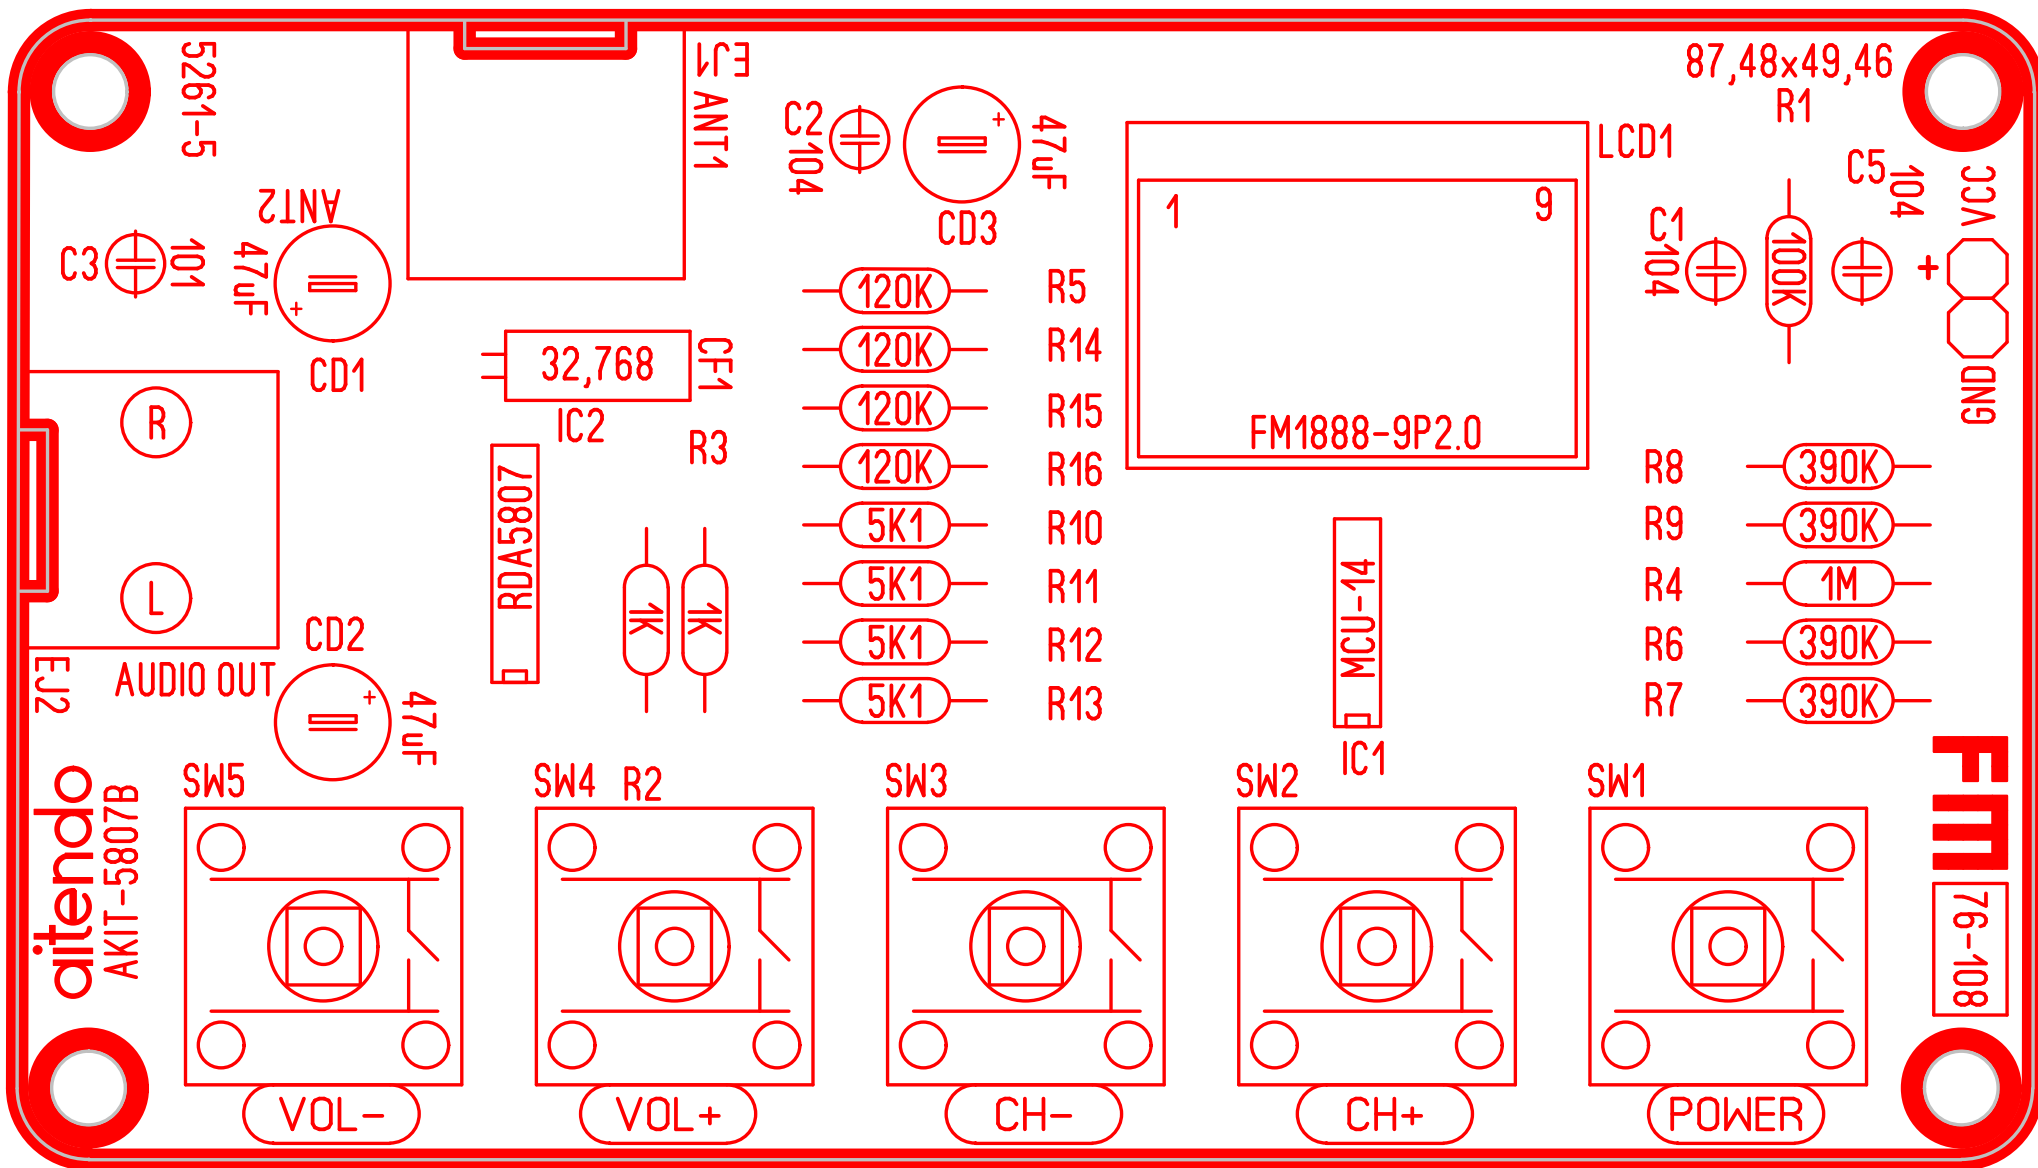 5261-5
EJ1 ANT1
87,48x49,46
R1
C2
104
47uF
CD3
LCD1
1
9
FM1888-9P2.0
C5
104
VCC
C1
104
100K
+
GND
ANT2
C3
101
47uF
+
CD1
+
120K
R5
120K
R14
120K
R15
120K
R16
5K1
R10
5K1
R11
5K1
R12
5K1
R13
32,768
CF1
IC2
RDA5807
R3
1K
1K
R
L
EJ2
AUDIO OUT
CD2
+
47uF
MCU-14
IC1
R8
390K
R9
390K
R4
1M
R6
390K
R7
390K
FM
76-108
aitendo
AKIT-5807B
SW5
SW4
R2
SW3
SW2
SW1
VOL-
VOL+
CH-
CH+
POWER